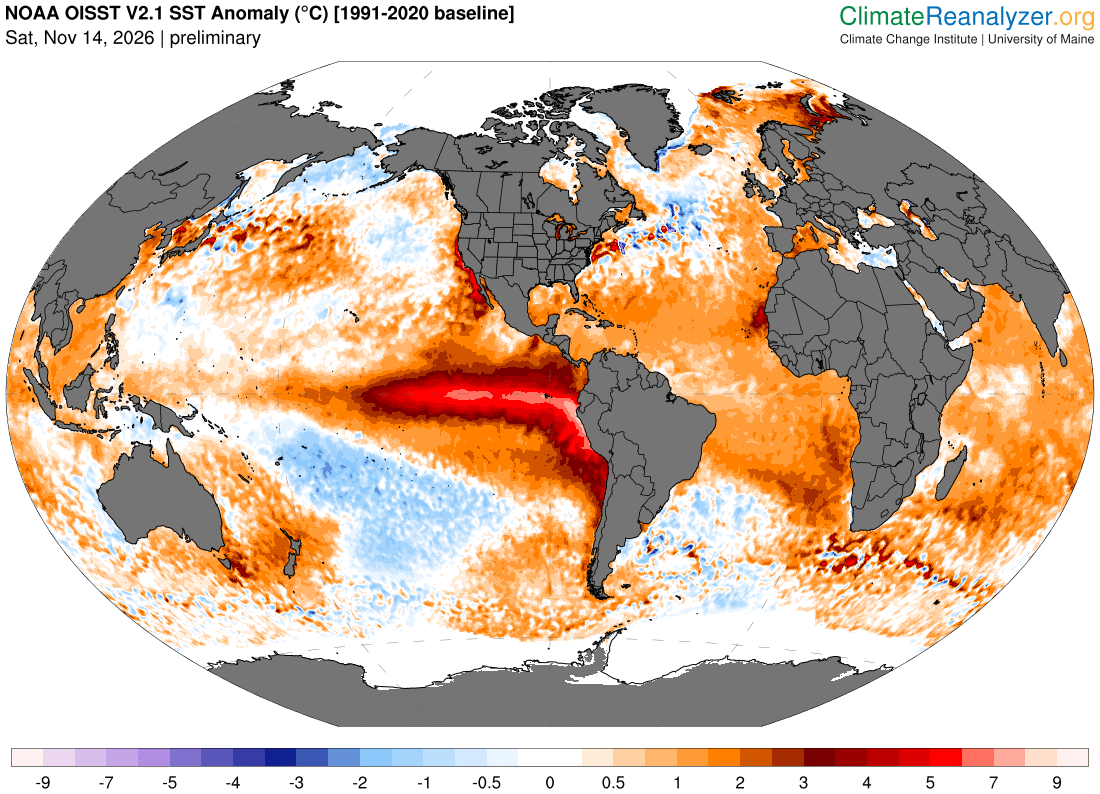 NOAA OISST V2.1 SST Anomaly (°C) [1991-2020 baseline]
Sat, Nov 14, 2026 | preliminary
ClimateReanalyzer.org
Climate Change Institute | University of Maine
-9 -7 -5 -4 -3 -2 -1 -0.5 0 0.5 1 2 3 4 5 7 9